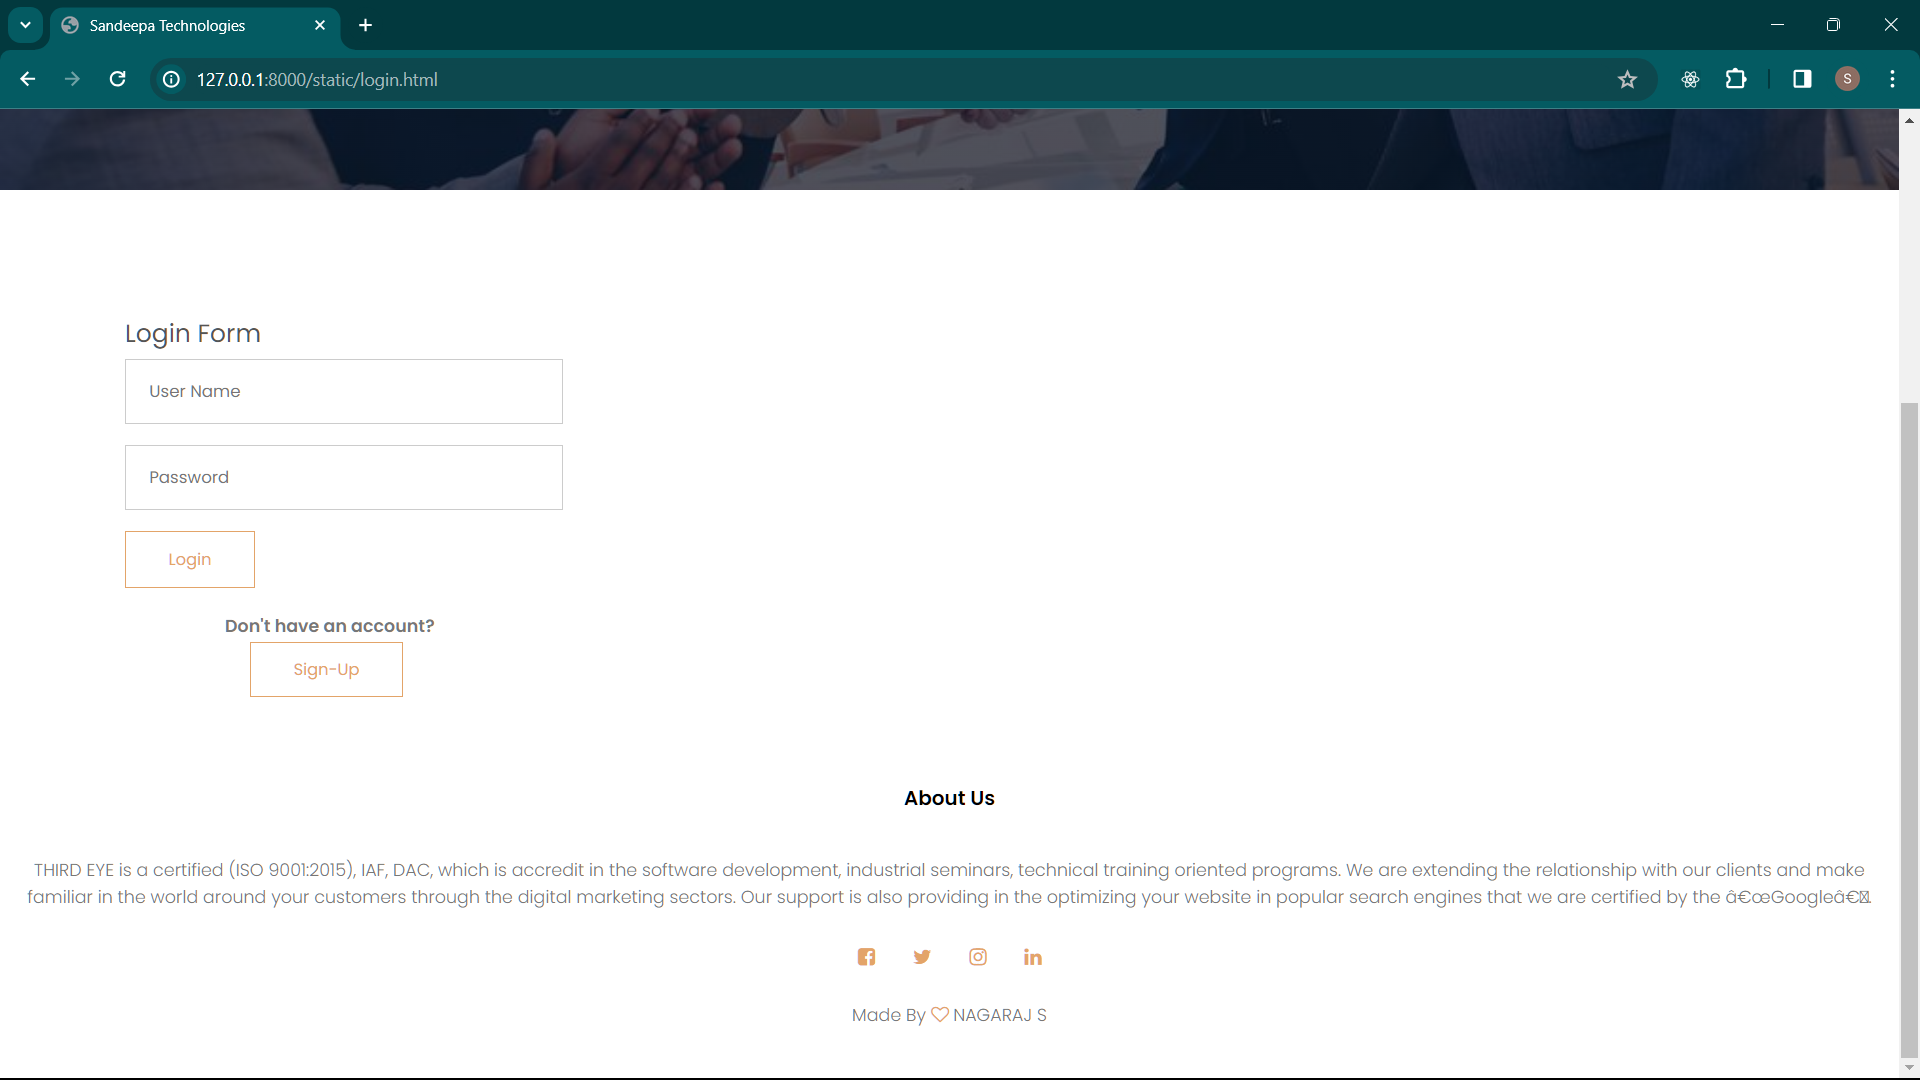 Sandeepa Technologies
127.0.0.1:8000/static/login.html
S
Login Form
User Name
Password
Login
Don't have an account?
Sign-Up
About Us
THIRD EYE is a certified (ISO 9001:2015), IAF, DAC, which is accredit in the software development, industrial seminars, technical training oriented programs. We are extending the relationship with our clients and make
familiar in the world around your customers through the digital marketing sectors. Our support is also providing in the optimizing your website in popular search engines that we are certified by the â€œGoogleâ€.
Made By NAGARAJ S